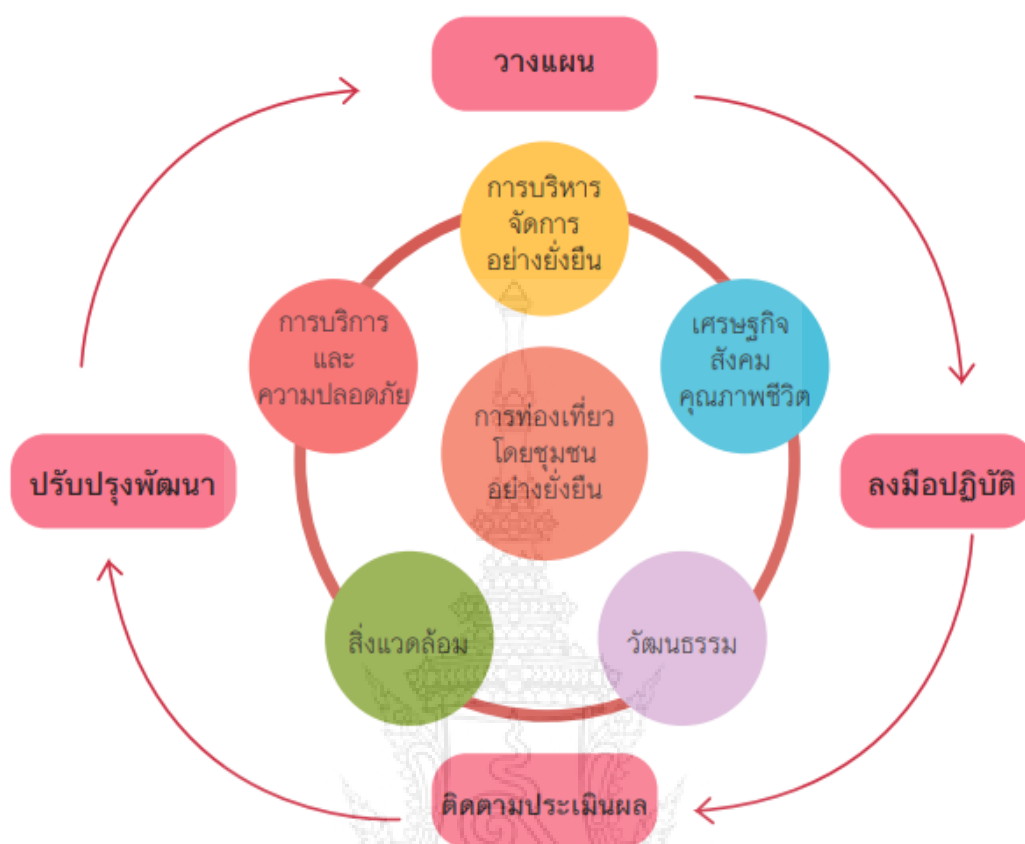 วางแผน
การบริหาร
จัดการ
อย่างยั่งยืน
การบริการ
และ
ความปลอดภัย
เศรษฐกิจ
สังคม
คุณภาพชีวิต
การท่องเที่ยว
โดยชุมชน
อย่างยั่งยืน
ปรับปรุงพัฒนา
ลงมือปฏิบัติ
สิ่งแวดล้อม
วัฒนธรรม
ติดตามประเมินผล